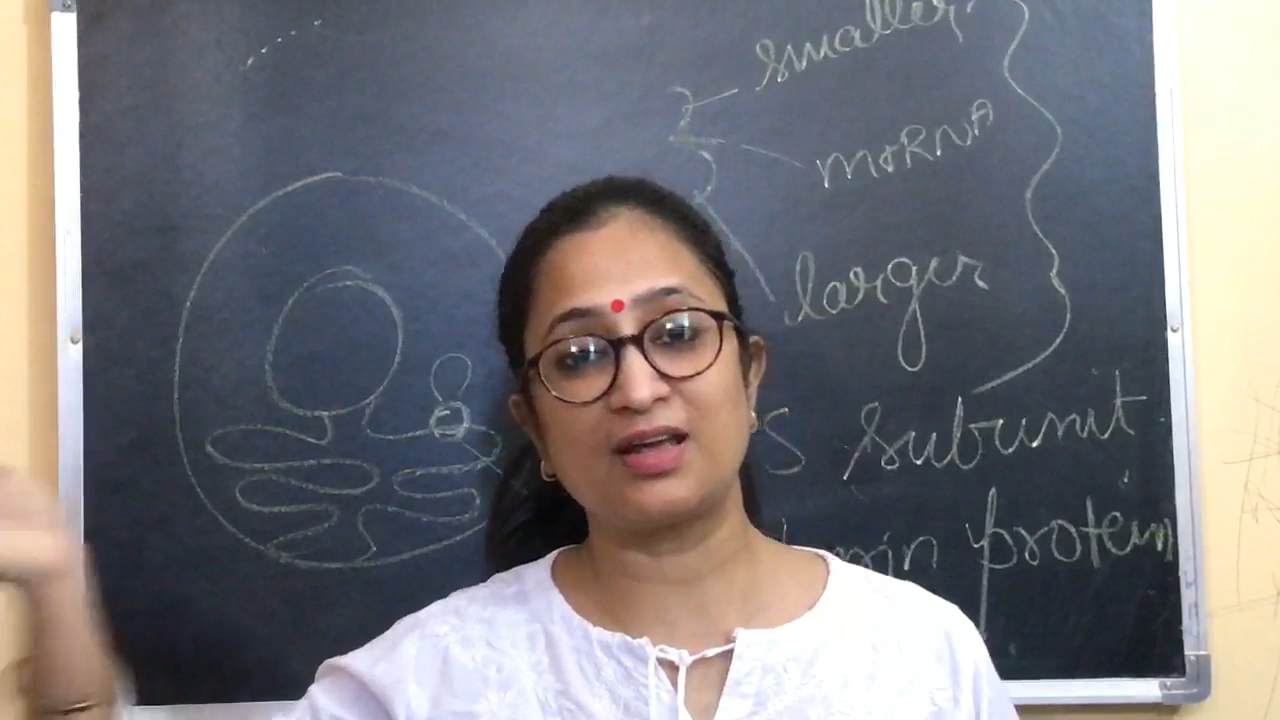 smaller
mRNA
larger
S subunit
protein